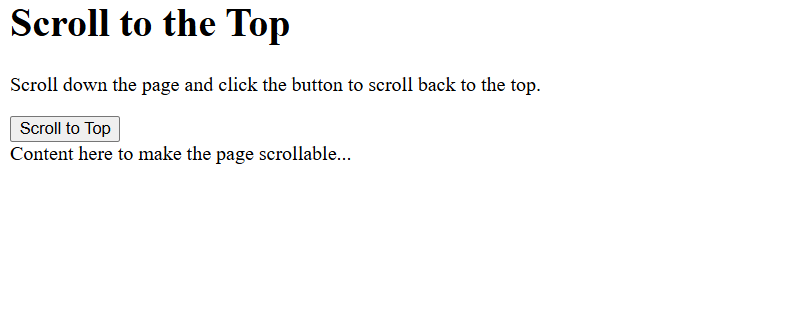 Scroll to the Top
Scroll down the page and click the button to scroll back to the top.
Scroll to Top
Content here to make the page scrollable...